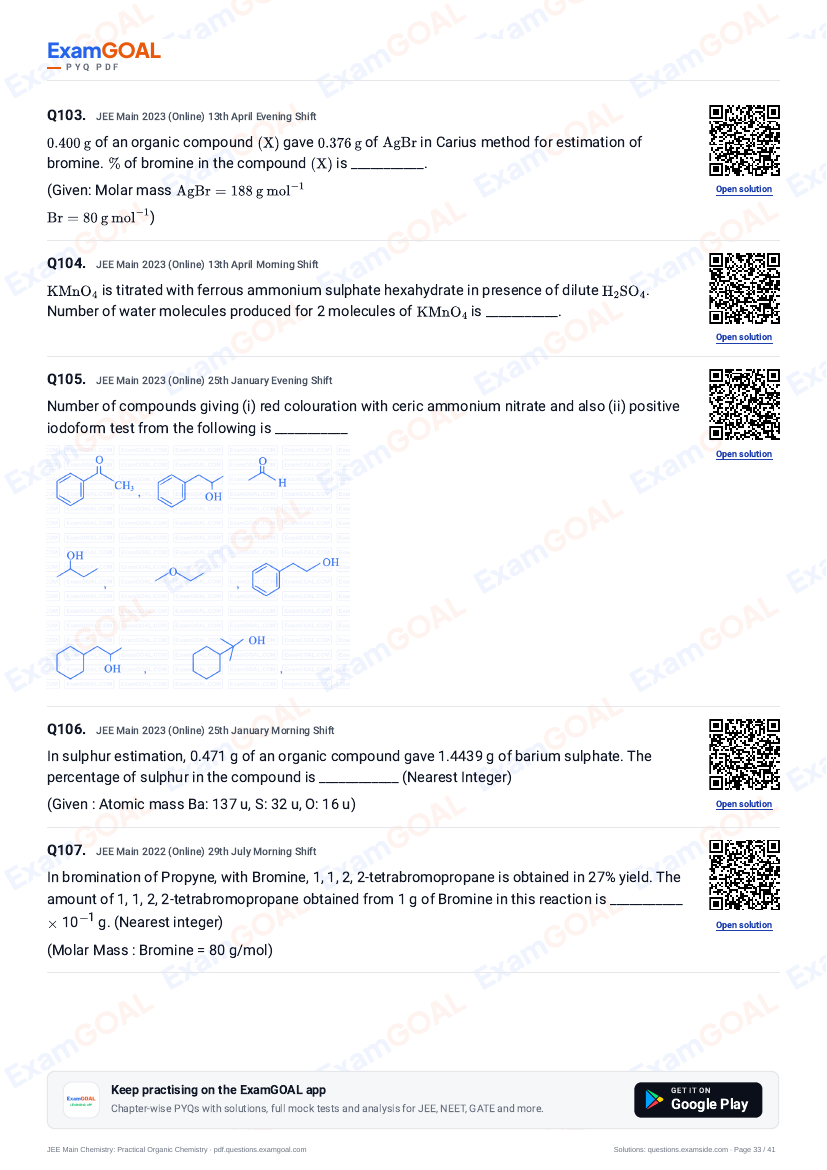 ExamGOAL
PYQ PDF
Q103. JEE Main 2023 (Online) 13th April Evening Shift
0.400 g of an organic compound (X) gave 0.376 g of AgBr in Carius method for estimation of
bromine. % of bromine in the compound (X) is ___________.
(Given: Molar mass AgBr = 188 g mol⁻¹
Br = 80 g mol⁻¹)
Open solution
Q104. JEE Main 2023 (Online) 13th April Morning Shift
KMnO₄ is titrated with ferrous ammonium sulphate hexahydrate in presence of dilute H₂SO₄.
Number of water molecules produced for 2 molecules of KMnO₄ is ___________.
Open solution
Q105. JEE Main 2023 (Online) 25th January Evening Shift
Number of compounds giving (i) red colouration with ceric ammonium nitrate and also (ii) positive
iodoform test from the following is ___________
Open solution
O O
CH₃ , OH H
OH
, O , OH
OH , OH ,
Q106. JEE Main 2023 (Online) 25th January Morning Shift
In sulphur estimation, 0.471 g of an organic compound gave 1.4439 g of barium sulphate. The
percentage of sulphur in the compound is ____________ (Nearest Integer)
(Given : Atomic mass Ba: 137 u, S: 32 u, O: 16 u)
Open solution
Q107. JEE Main 2022 (Online) 29th July Morning Shift
In bromination of Propyne, with Bromine, 1, 1, 2, 2-tetrabromopropane is obtained in 27% yield. The
amount of 1, 1, 2, 2-tetrabromopropane obtained from 1 g of Bromine in this reaction is ___________
× 10⁻¹ g. (Nearest integer)
(Molar Mass : Bromine = 80 g/mol)
Open solution
ExamGOAL
Keep practising on the ExamGOAL app
Chapter-wise PYQs with solutions, full mock tests and analysis for JEE, NEET, GATE and more.
GET IT ON
Google Play
JEE Main Chemistry: Practical Organic Chemistry · pdf.questions.examgoal.com
Solutions: questions.examside.com · Page 33 / 41